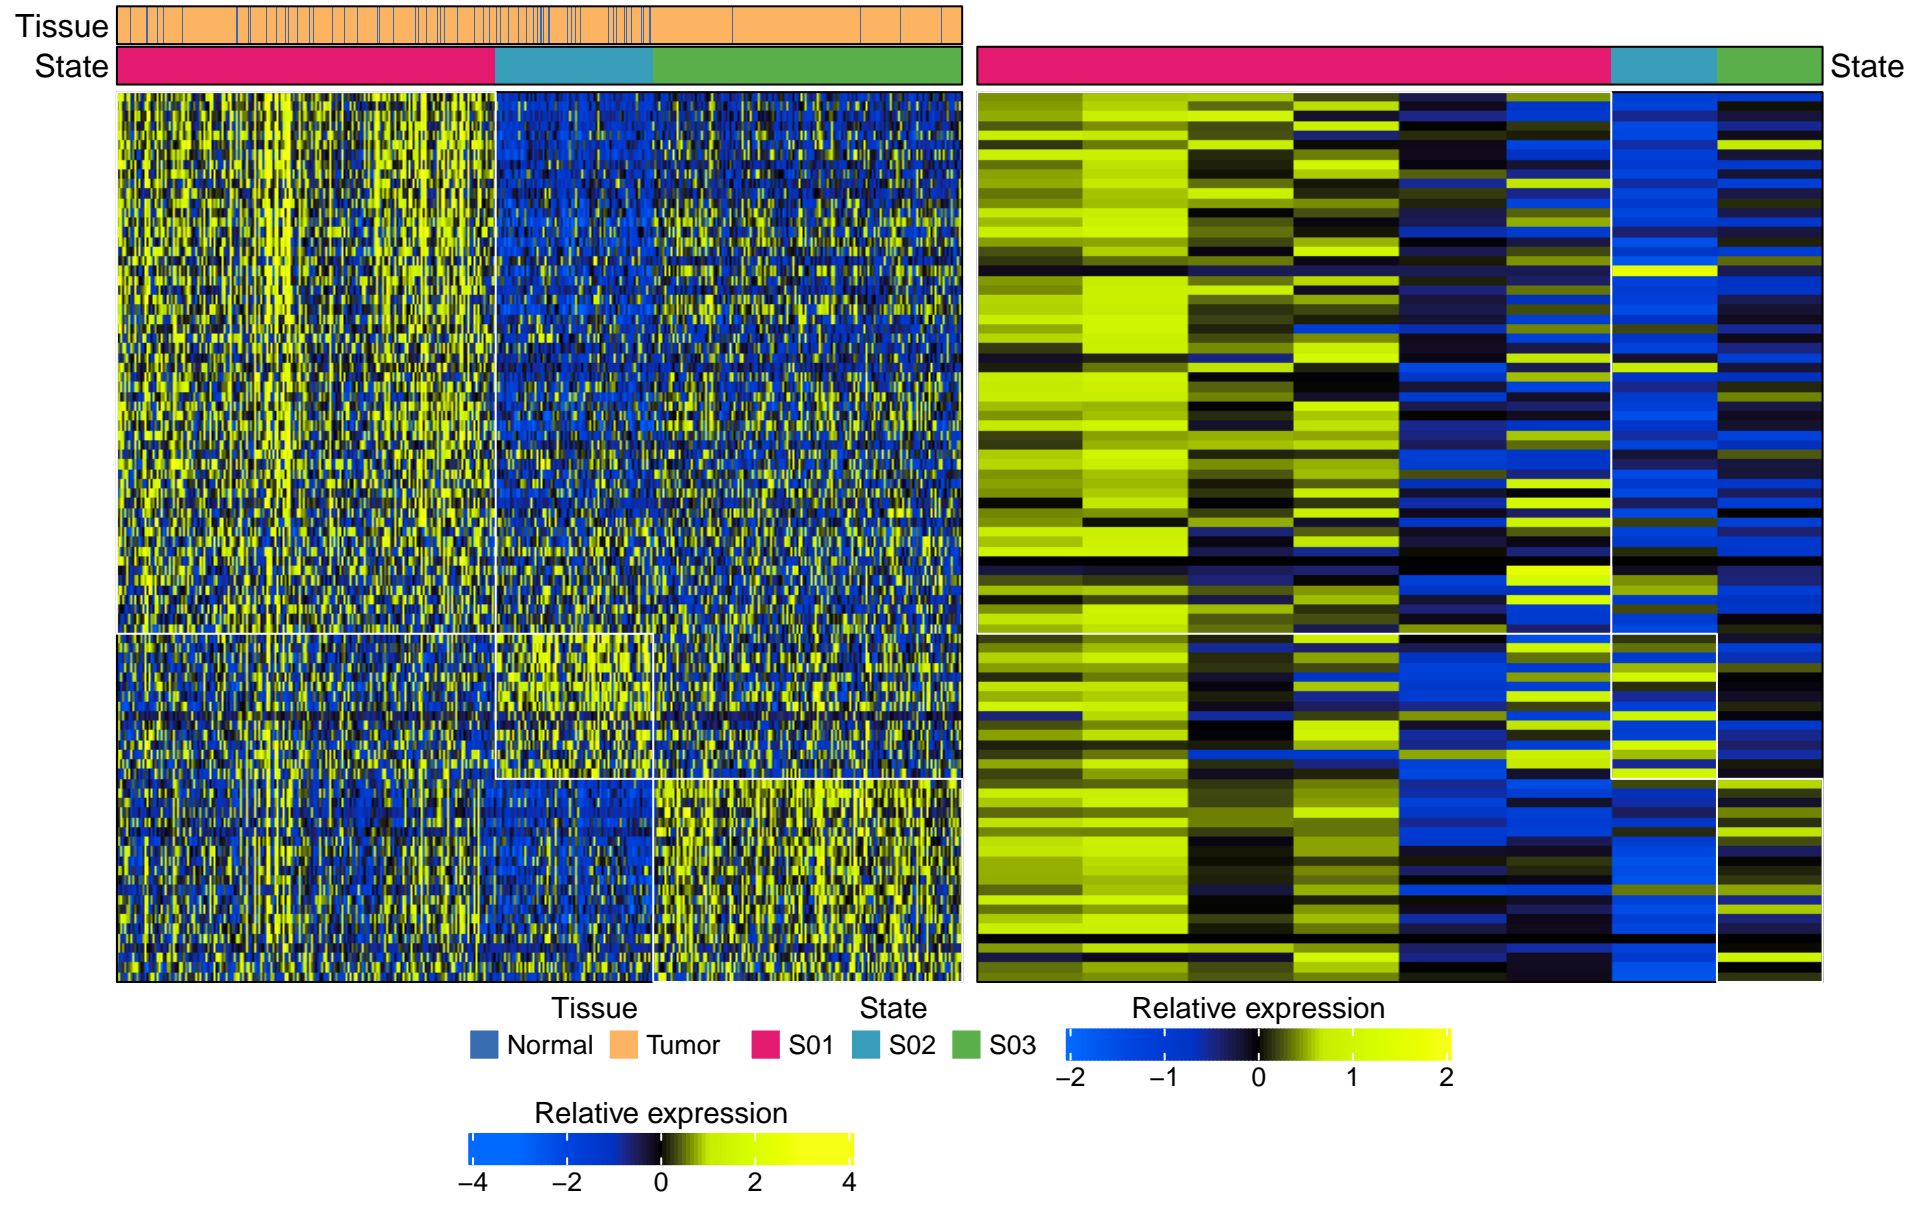 Tissue
State
State
Tissue
Normal
Tumor
State
S01
S02
S03
Relative expression
−2
−1
0
1
2
Relative expression
−4
−2
0
2
4